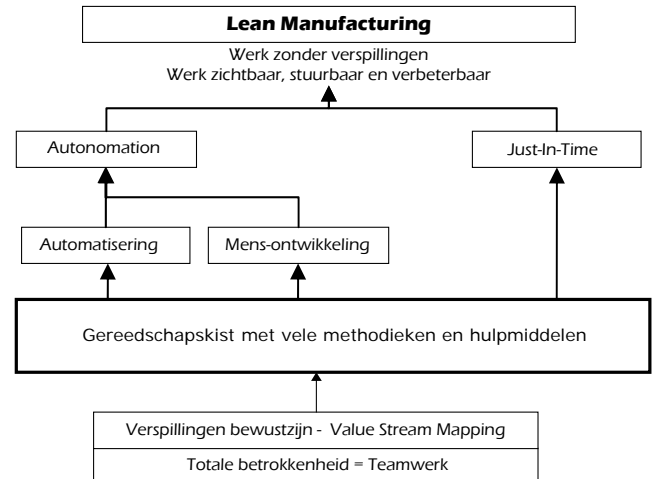 Lean Manufacturing
Werk zonder verspillingen
Werk zichtbaar, stuurbaar en verbeterbaar
Autonomation
Just-In-Time
Automatisering
Mens-ontwikkeling
Gereedschapskist met vele methodieken en hulpmiddelen
Verspillingen bewustzijn - Value Stream Mapping
Totale betrokkenheid = Teamwerk